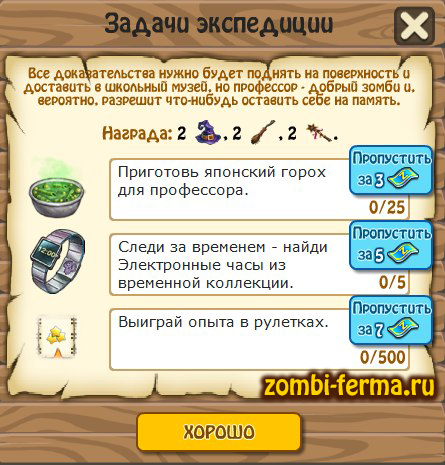 Задачи экспедиции
Все доказательства нужно будет поднять на поверхность и
доставить в школьный музей, но профессор - добрый зомби и,
вероятно, разрешит что-нибудь оставить себе на память.
Награда: 2 , 2 , 2 .
Приготовь японский горох
для профессора.
Пропустить
за 3
0/25
12:00
Следи за временем - найди
Электронные часы из
временной коллекции.
Пропустить
за 5
0/5
Выиграй опыта в рулетках.
Пропустить
за 7
0/500
zombi-ferma.ru
ХОРОШО